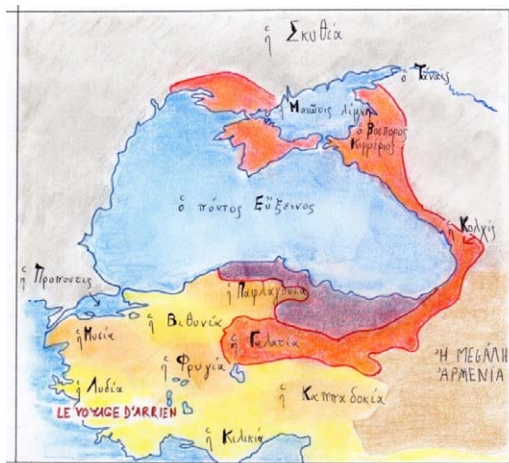 ἡ Σκυθία
ὁ Τάναϊς
ἡ Μαιῶτις λίμνη
ὁ Βόσπορος
Κιμμέριος
ὁ πόντος Εὔξεινος
ἡ Κολχίς
ἡ Προποντίς
ἡ Παφλαγονία
ἡ Βιθυνία
ἡ Μυσία
ἡ Γαλατία
Ἡ ΜΕΓΑΛΗ
ἈΡΜΕΝΙΑ
ἡ Φρυγία
ἡ Λυδία
ἡ Καππαδοκία
LE VOYAGE D'ARRIEN
ἡ Κιλικία